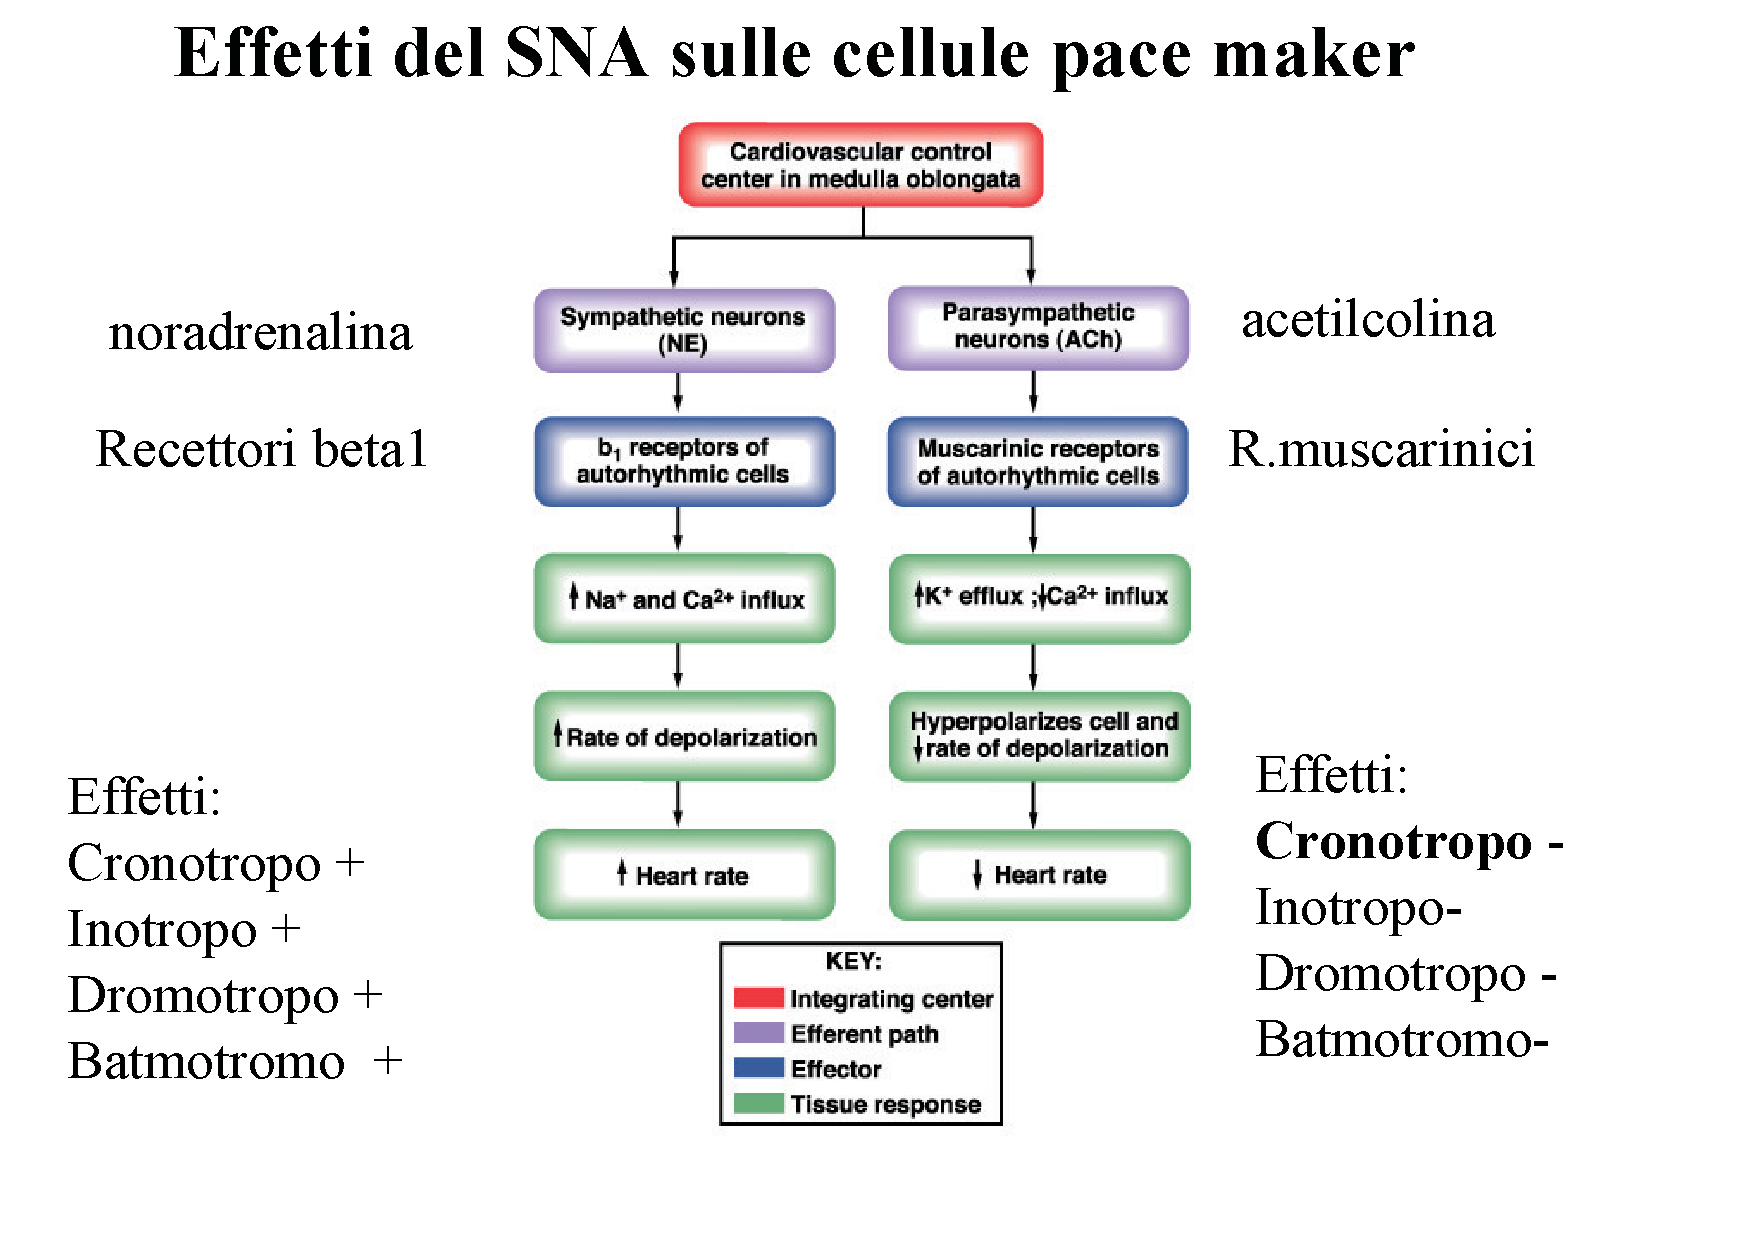 Effetti del SNA sulle cellule pace maker
Cardiovascular control
center in medulla oblongata
noradrenalina
Sympathetic neurons
(NE)
Parasympathetic
neurons (ACh)
acetilcolina
Recettori beta1
b₁ receptors of
autorhythmic cells
Muscarinic receptors
of autorhythmic cells
R.muscarinici
↑ Na⁺ and Ca²⁺ influx
↑K⁺ efflux ;↓Ca²⁺ influx
↑Rate of depolarization
Hyperpolarizes cell and
↓rate of depolarization
↑ Heart rate
↓ Heart rate
Effetti:
Cronotropo +
Inotropo +
Dromotropo +
Batmotromo +
Effetti:
Cronotropo -
Inotropo-
Dromotropo -
Batmotromo-
KEY:
Integrating center
Efferent path
Effector
Tissue response